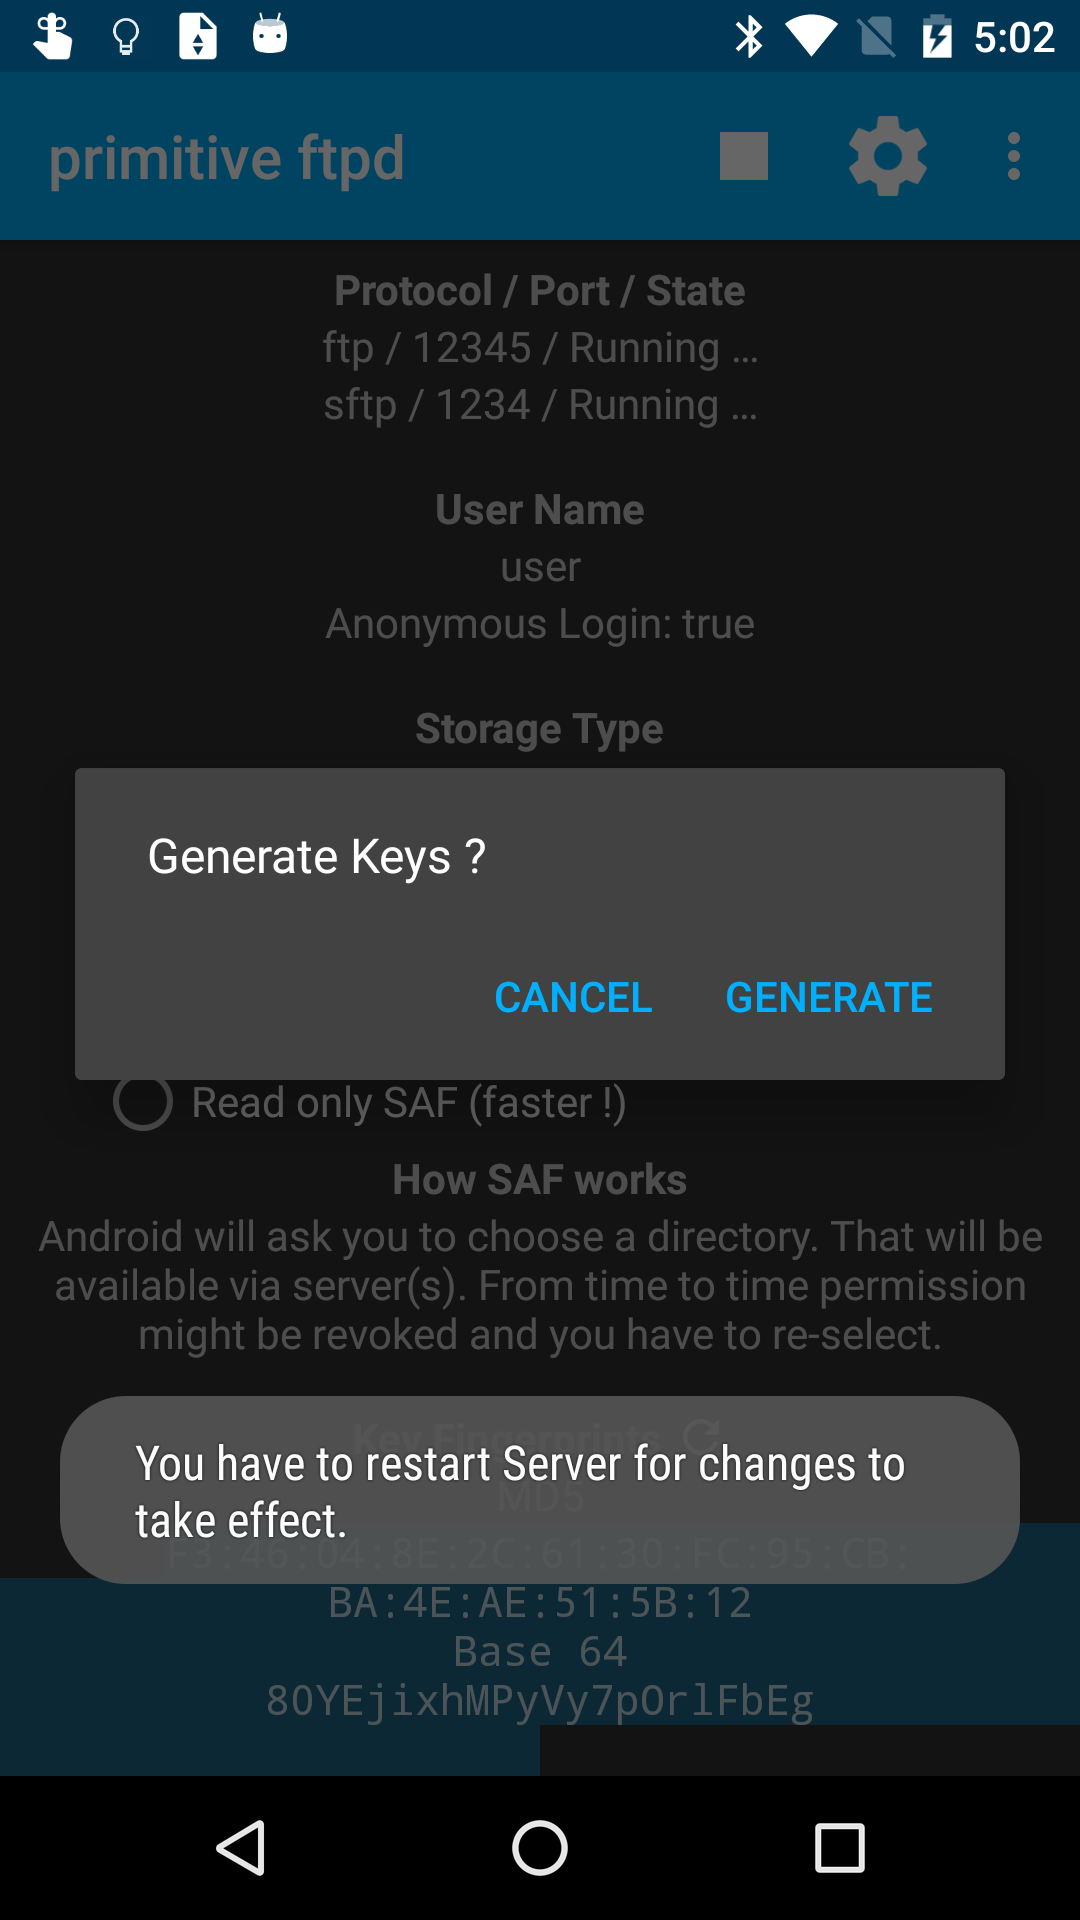 5:02
primitive ftpd
Protocol / Port / State
ftp / 12345 / Running ...
sftp / 1234 / Running ...
User Name
user
Anonymous Login: true
Storage Type
Generate Keys ?
CANCEL GENERATE
Read only SAF (faster !)
How SAF works
Android will ask you to choose a directory. That will be
available via server(s). From time to time permission
might be revoked and you have to re-select.
Key Fingerprints
You have to restart Server for changes to
MD5
take effect.
F3:46:04:8E:2C:61:30:FC:95:CB:
BA:4E:AE:51:5B:12
Base 64
80YEjixhMPyVy7pOrlFbEg